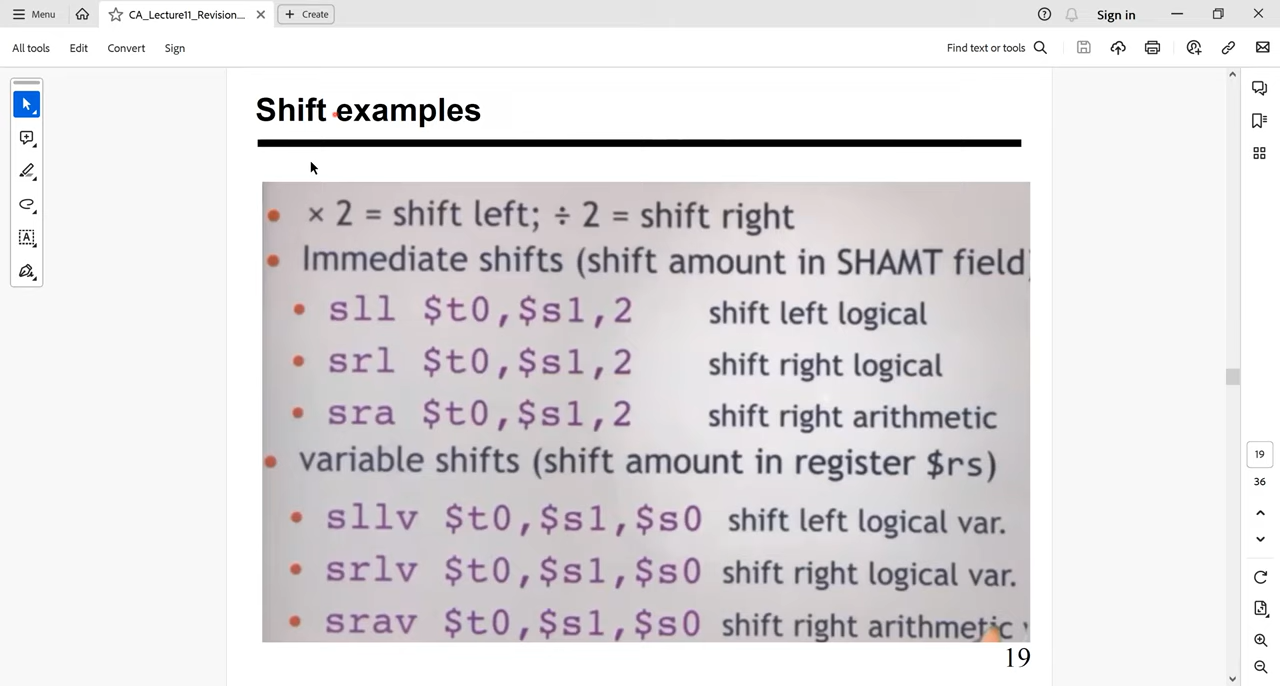 Menu
CA_Lecture11_Revision...
Create
Sign in
All tools
Edit
Convert
Sign
Find text or tools
Shift examples
× 2 = shift left; ÷ 2 = shift right
Immediate shifts (shift amount in SHAMT field)
sll $t0,$s1,2 shift left logical
srl $t0,$s1,2 shift right logical
sra $t0,$s1,2 shift right arithmetic
variable shifts (shift amount in register $rs)
sllv $t0,$s1,$s0 shift left logical var.
srlv $t0,$s1,$s0 shift right logical var.
srav $t0,$s1,$s0 shift right arithmetic
19
19
36